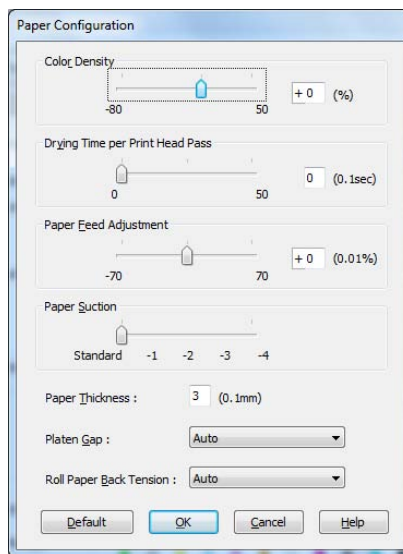 Paper Configuration
Color Density
+ 0 (%)
-80 50
Drying Time per Print Head Pass
0 (0.1sec)
0 50
Paper Feed Adjustment
+ 0 (0.01%)
-70 70
Paper Suction
Standard -1 -2 -3 -4
Paper Thickness : 3 (0.1mm)
Platen Gap : Auto
Roll Paper Back Tension : Auto
Default OK Cancel Help